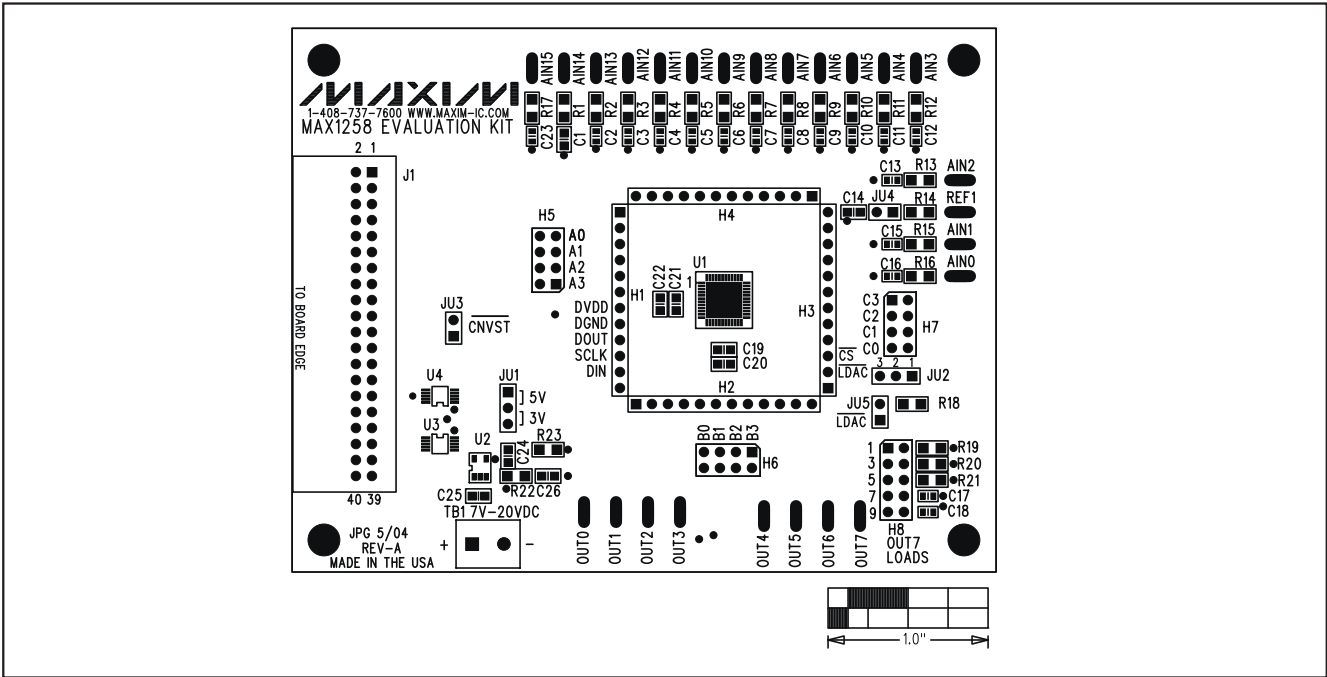 AIN15 AIN14 AIN13 AIN12 AIN11 AIN10 AIN9 AIN8 AIN7 AIN6 AIN5 AIN4 AIN3
MAXIM
1-408-737-7600 WWW.MAXIM-IC.COM
MAX1258 EVALUATION KIT
R17 R1 R2 R3 R4 R5 R6 R7 R8 R9 R10 R11 R12
C23 C1 C2 C3 C4 C5 C6 C7 C8 C9 C10 C11 C12
2 1
J1
C13 R13 AIN2
C14 JU4 R14 REF1
C15 R15 AIN1
C16 R16 AIN0
H5
A0
A1
A2
A3
H4
U1
1
C22 C21
H1
H3
DVDD
DGND
DOUT
SCLK
DIN
C19
C20
H2
C3
C2
C1
C0
H7
CS
LDAC
3 2 1
JU2
JU5
LDAC
R18
TO BOARD EDGE
JU3
CNVST
U4
JU1
5V
3V
U3
U2
C24
R23
R22
C26
C25
B0 B1 B2 B3
H6
1
3
5
7
9
R19
R20
R21
C17
C18
H8
OUT7
LOADS
40 39
TB1 7V-20VDC
+ -
JPG 5/04
REV-A
MADE IN THE USA
OUT0 OUT1 OUT2 OUT3 OUT4 OUT5 OUT6 OUT7
1.0"